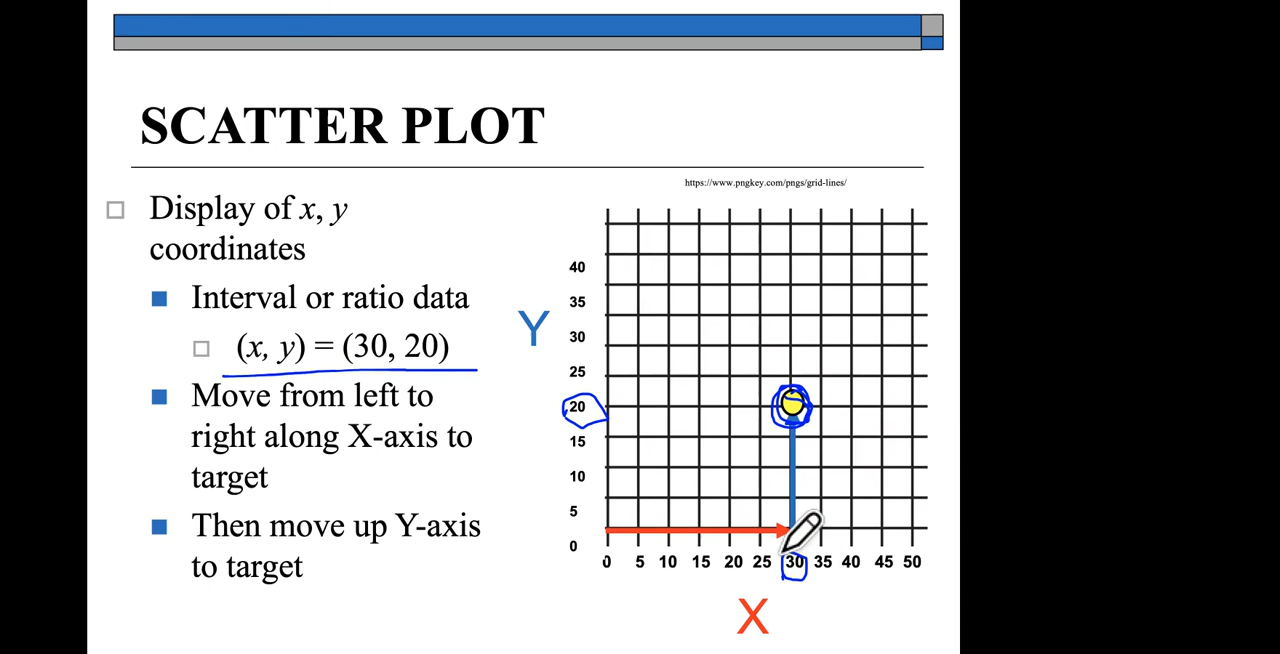 SCATTER PLOT
https://www.pngkey.com/pngs/grid-lines/
Display of x, y
coordinates
Interval or ratio data
(x, y) = (30, 20)
Move from left to
right along X-axis to
target
Then move up Y-axis
to target
Y
40
35
30
25
20
15
10
5
0
0 5 10 15 20 25 30 35 40 45 50
X